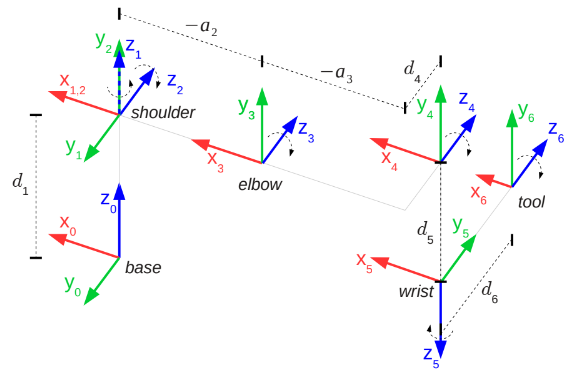 −a₂
y₂
z₁
z₂
−a₃
d₄
x₁,₂
shoulder
y₁
y₃
z₃
x₃
elbow
y₄
z₄
x₄
y₆
z₆
x₆
tool
d₁
z₀
x₀
y₀
base
d₅
y₅
x₅
wrist
d₆
z₅